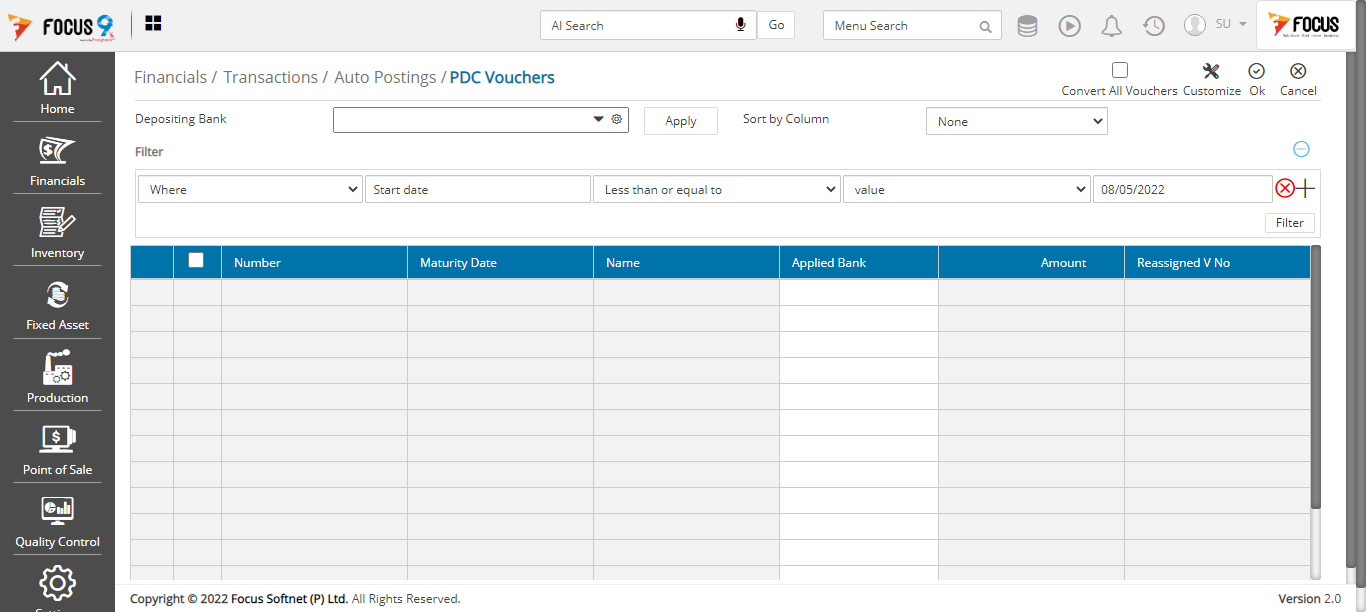 FOCUS 9
AI Search
Go
Menu Search
SU
FOCUS
Home
Financials
Inventory
Fixed Asset
Production
Point of Sale
Quality Control
Financials / Transactions / Auto Postings / PDC Vouchers
Convert All Vouchers Customize Ok Cancel
Depositing Bank
Apply
Sort by Column
None
Filter
Where
Start date
Less than or equal to
value
08/05/2022
Filter
Number Maturity Date Name Applied Bank Amount Reassigned V No
Copyright © 2022 Focus Softnet (P) Ltd. All Rights Reserved.
Version 2.0